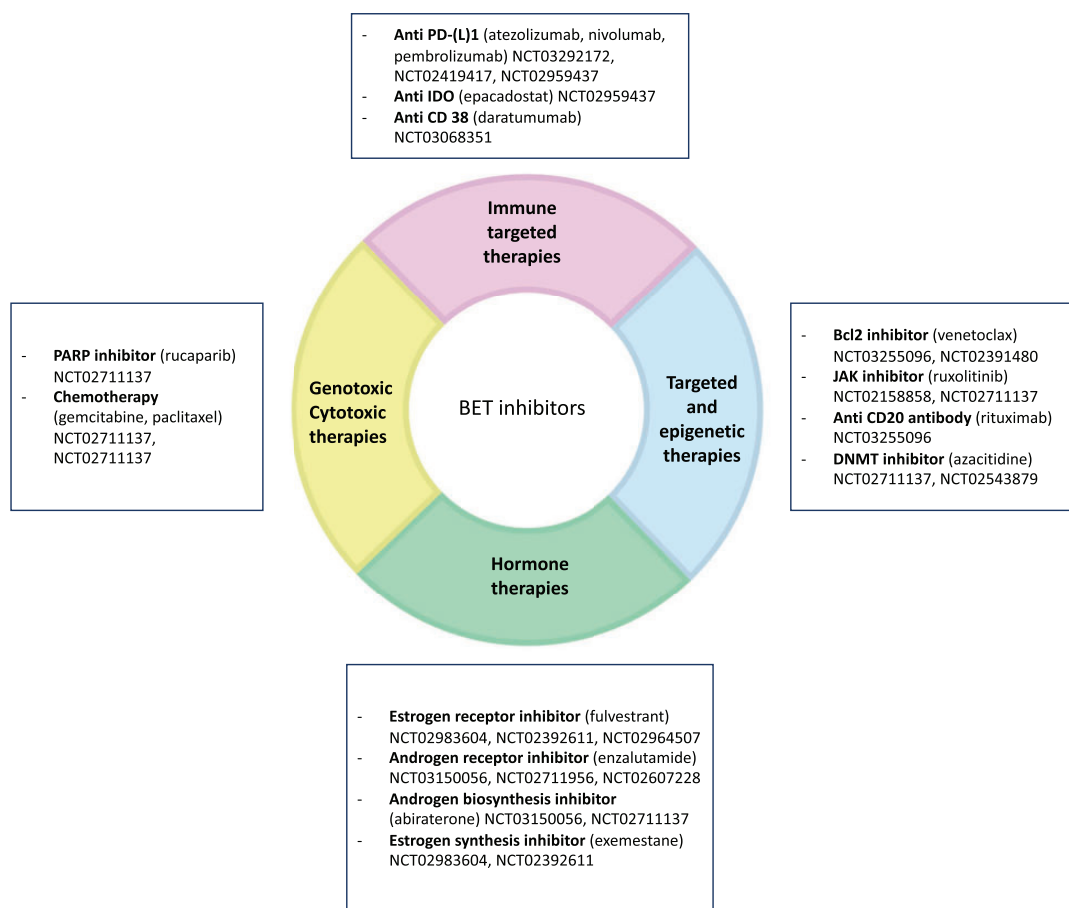 - Anti PD-(L)1 (atezolizumab, nivolumab,
pembrolizumab) NCT03292172,
NCT02419417, NCT02959437
- Anti IDO (epacadostat) NCT02959437
- Anti CD 38 (daratumumab)
NCT03068351
Immune
targeted
therapies
- PARP inhibitor (rucaparib)
NCT02711137
- Chemotherapy
(gemcitabine, paclitaxel)
NCT02711137,
NCT02711137
Genotoxic
Cytotoxic
therapies
BET inhibitors
Targeted
and
epigenetic
therapies
- Bcl2 inhibitor (venetoclax)
NCT03255096, NCT02391480
- JAK inhibitor (ruxolitinib)
NCT02158858, NCT02711137
- Anti CD20 antibody (rituximab)
NCT03255096
- DNMT inhibitor (azacitidine)
NCT02711137, NCT02543879
Hormone
therapies
- Estrogen receptor inhibitor (fulvestrant)
NCT02983604, NCT02392611, NCT02964507
- Androgen receptor inhibitor (enzalutamide)
NCT03150056, NCT02711956, NCT02607228
- Androgen biosynthesis inhibitor
(abiraterone) NCT03150056, NCT02711137
- Estrogen synthesis inhibitor (exemestane)
NCT02983604, NCT02392611